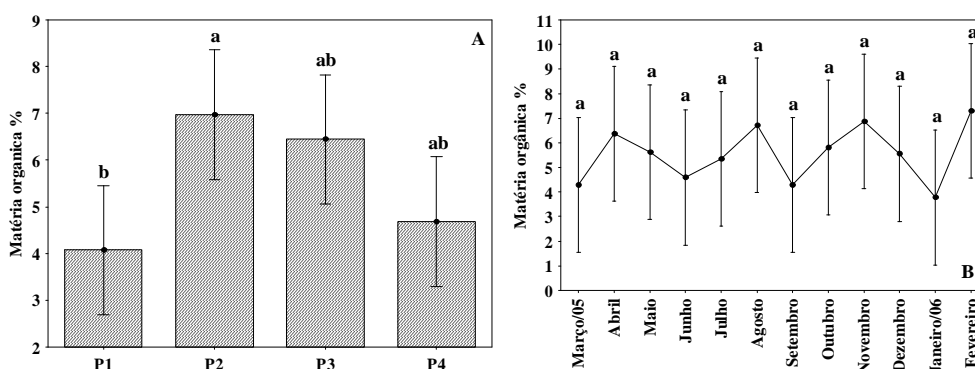 A
Matéria organica %
9
8
7
6
5
4
3
2
b
a
ab
ab
P1
P2
P3
P4
B
Matéria orgânica %
11
10
9
8
7
6
5
4
3
2
1
0
a
a
a
a
a
a
a
a
a
a
a
a
Março/05
Abril
Maio
Junho
Julho
Agosto
Setembro
Outubro
Novembro
Dezembro
Janeiro/06
Fevereiro